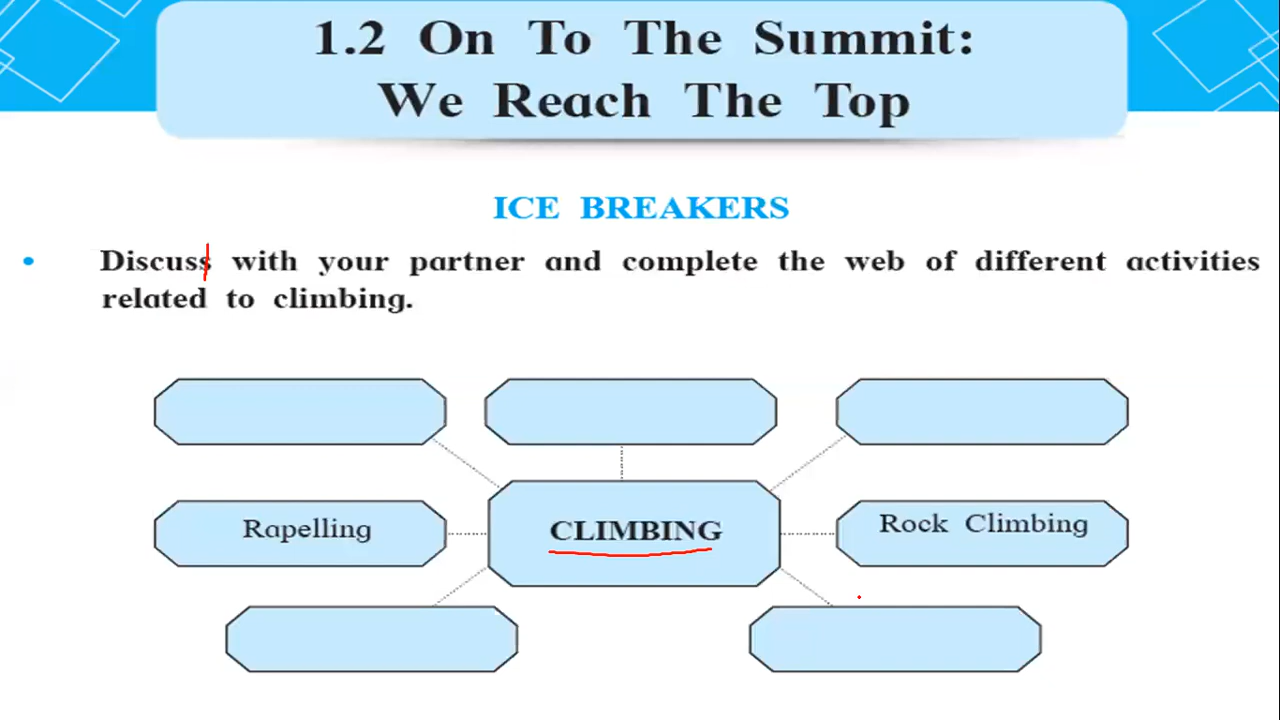 1.2 On To The Summit:
We Reach The Top
ICE BREAKERS
• Discuss with your partner and complete the web of different activities
related to climbing.
Rapelling
CLIMBING
Rock Climbing